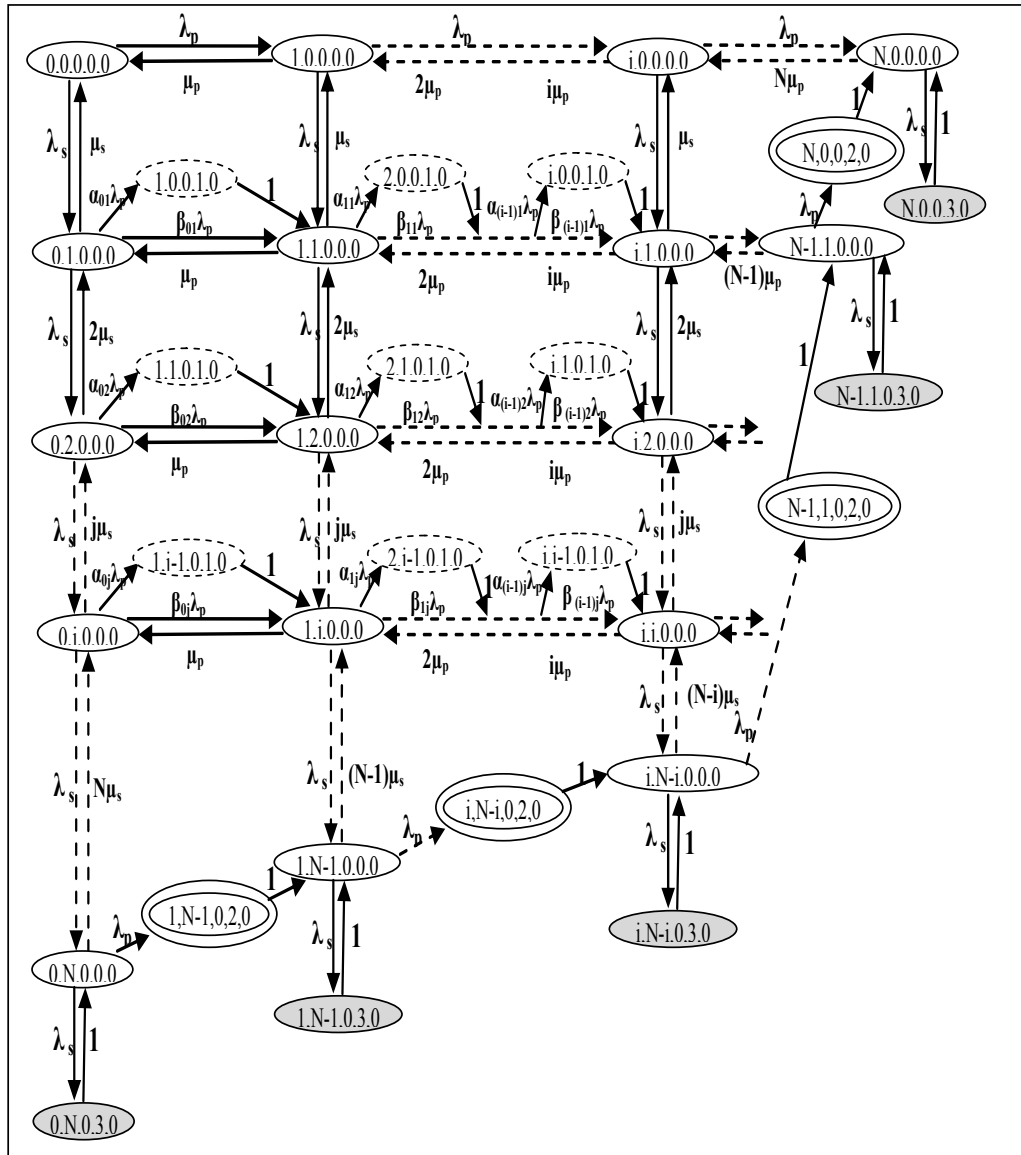 λp λp λp
0.0.0.0.0 1.0.0.0.0 i.0.0.0.0 N.0.0.0.0
μp 2μp iμp Nμp
1
λs μs λs μs λs μs N,0,0,2,0 λs 1
1.0.0.1.0 2.0.0.1.0 i.0.0.1.0
α01λp 1 α11λp 1 α(i-1)1λp 1 λp N.0.0.3.0
β01λp β11λp β(i-1)1λp
0.1.0.0.0 1.1.0.0.0 i.1.0.0.0 N-1.1.0.0.0
μp 2μp iμp (N-1)μp
λs 2μs λs 2μs λs 2μs λs 1
1.1.0.1.0 2.1.0.1.0 i.1.0.1.0 1
α02λp 1 α12λp 1 α(i-1)2λp 1 N-1.1.0.3.0
β02λp β12λp β(i-1)2λp
0.2.0.0.0 1.2.0.0.0 i.2.0.0.0
μp 2μp iμp
N-1,1,0,2,0
λs jμs λs jμs λs jμs
1.j-1.0.1.0 2.j-1.0.1.0 i.j-1.0.1.0
α0jλp 1 α1jλp 1 α(i-1)jλp 1
β0jλp β1jλp β(i-1)jλp
0.j.0.0.0 1.j.0.0.0 i.j.0.0.0
μp 2μp iμp
λs (N-i)μs λp
λs Nμs λs (N-1)μs 1 i.N-i.0.0.0
i,N-i,0,2,0
λp λs 1
1.N-1.0.0.0
1
1,N-1,0,2,0
λp λs 1 i.N-i.0.3.0
0.N.0.0.0
1.N-1.0.3.0
λs 1
0.N.0.3.0